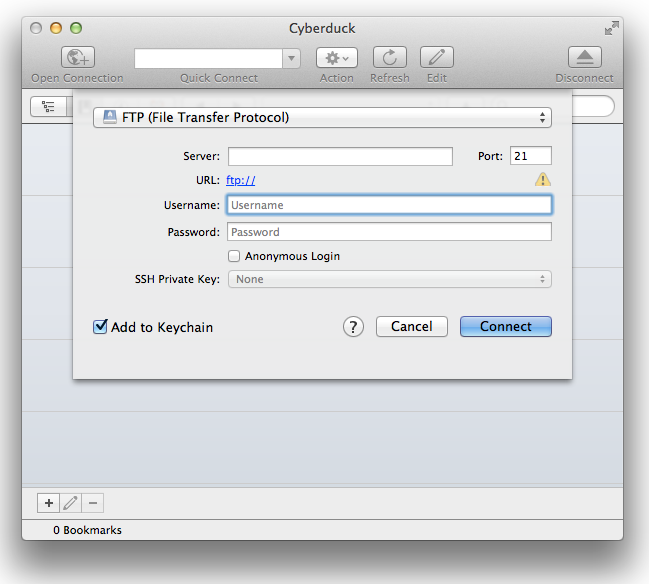 Cyberduck
Open Connection
Quick Connect
Action
Refresh
Edit
Disconnect
FTP (File Transfer Protocol)
Server:
Port: 21
URL: ftp://
Username: Username
Password: Password
Anonymous Login
SSH Private Key: None
Add to Keychain
? Cancel Connect
0 Bookmarks